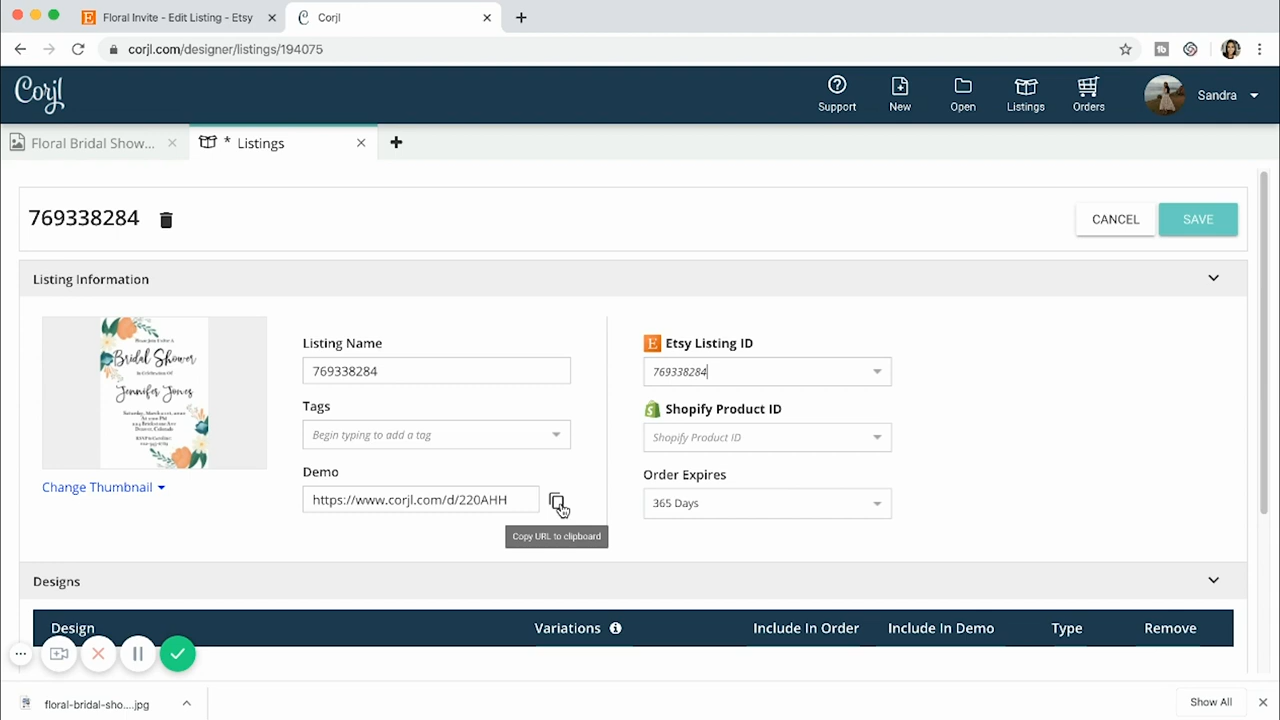 Floral Invite - Edit Listing - Etsy
Corjl
corjl.com/designer/listings/194075
Corjl
Support
New
Open
Listings
Orders
Sandra
Floral Bridal Show...
* Listings
769338284
CANCEL
SAVE
Listing Information
Bridal Shower
Jennifer Jones
Change Thumbnail
Listing Name
769338284
Tags
Begin typing to add a tag
Demo
https://www.corjl.com/d/220AHH
Copy URL to clipboard
Etsy Listing ID
769338284
Shopify Product ID
Shopify Product ID
Order Expires
365 Days
Designs
Design
Variations
Include In Order
Include In Demo
Type
Remove
floral-bridal-sho....jpg
Show All